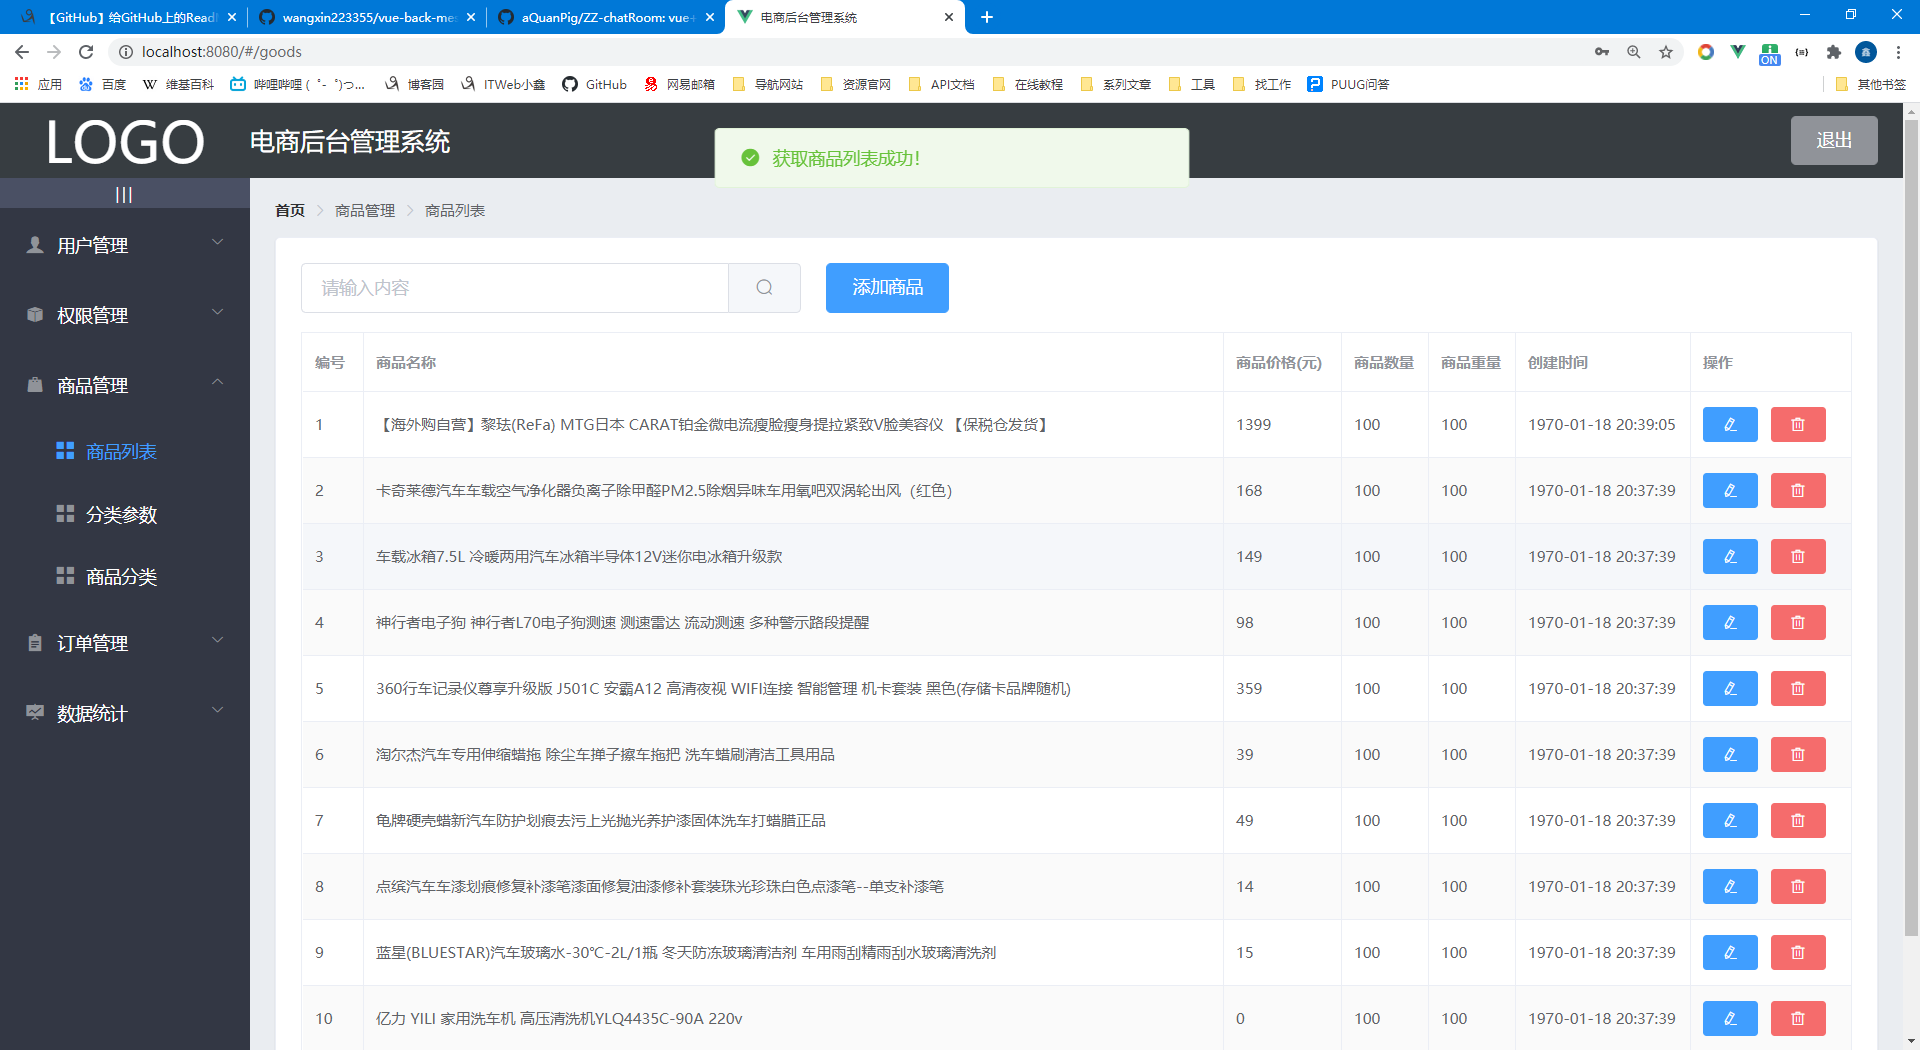 【GitHub】给GitHub上的Read
wangxin223355/vue-back-me
aQuanPig/ZZ-chatRoom: vue+
电商后台管理系统
localhost:8080/#/goods
ON
应用
百度
W 维基百科
哔哩哔哩 ( ゜- ゜)つ...
博客园
ITWeb小鑫
GitHub
网易邮箱
导航网站
资源官网
API文档
在线教程
系列文章
工具
找工作
PUUG问答
其他书签
LOGO
电商后台管理系统
获取商品列表成功!
退出
|||
首页 商品管理 商品列表
用户管理
权限管理
商品管理
商品列表
分类参数
商品分类
订单管理
数据统计
请输入内容
添加商品
编号 商品名称 商品价格(元) 商品数量 商品重量 创建时间 操作
1 【海外购自营】黎珐(ReFa) MTG日本 CARAT铂金微电流瘦脸瘦身提拉紧致V脸美容仪 【保税仓发货】 1399 100 100 1970-01-18 20:39:05
2 卡奇莱德汽车车载空气净化器负离子除甲醛PM2.5除烟异味车用氧吧双涡轮出风（红色） 168 100 100 1970-01-18 20:37:39
3 车载冰箱7.5L 冷暖两用汽车冰箱半导体12V迷你电冰箱升级款 149 100 100 1970-01-18 20:37:39
4 神行者电子狗 神行者L70电子狗测速 测速雷达 流动测速 多种警示路段提醒 98 100 100 1970-01-18 20:37:39
5 360行车记录仪尊享升级版 J501C 安霸A12 高清夜视 WIFI连接 智能管理 机卡套装 黑色(存储卡品牌随机) 359 100 100 1970-01-18 20:37:39
6 淘尔杰汽车专用伸缩蜡拖 除尘车掸子擦车拖把 洗车蜡刷清洁工具用品 39 100 100 1970-01-18 20:37:39
7 龟牌硬壳蜡新汽车防护划痕去污上光抛光养护漆固体洗车打蜡腊正品 49 100 100 1970-01-18 20:37:39
8 点缤汽车车漆划痕修复补漆笔漆面修复油漆修补套装珠光珍珠白色点漆笔--单支补漆笔 14 100 100 1970-01-18 20:37:39
9 蓝星(BLUESTAR)汽车玻璃水-30℃-2L/1瓶 冬天防冻玻璃清洁剂 车用雨刮精雨刮水玻璃清洗剂 15 100 100 1970-01-18 20:37:39
10 亿力 YILI 家用洗车机 高压清洗机YLQ4435C-90A 220v 0 100 100 1970-01-18 20:37:39